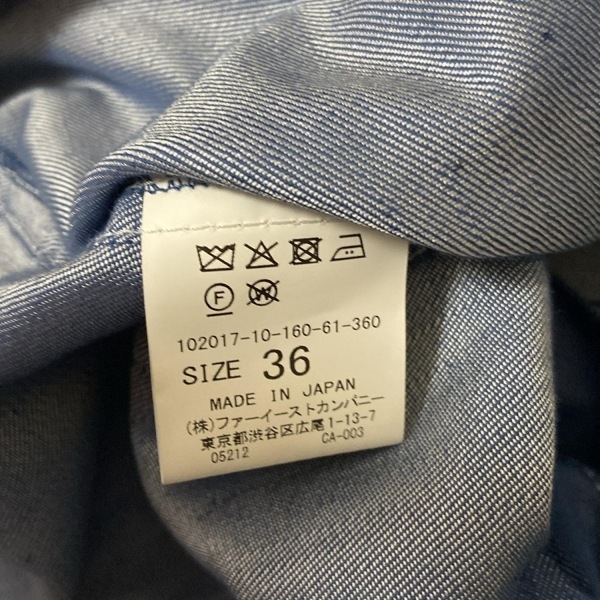 F W
102017-10-160-61-360
SIZE 36
MADE IN JAPAN
(株)ファーイーストカンパニー
東京都渋谷区広尾1-13-7
05212 CA-003